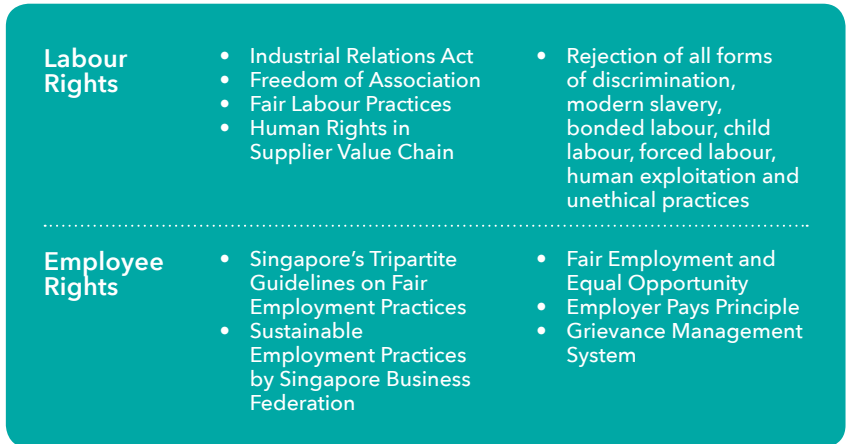 Labour
Rights
• Industrial Relations Act
• Freedom of Association
• Fair Labour Practices
• Human Rights in
Supplier Value Chain
• Rejection of all forms
of discrimination,
modern slavery,
bonded labour, child
labour, forced labour,
human exploitation and
unethical practices
Employee
Rights
• Singapore’s Tripartite
Guidelines on Fair
Employment Practices
• Sustainable
Employment Practices
by Singapore Business
Federation
• Fair Employment and
Equal Opportunity
• Employer Pays Principle
• Grievance Management
System